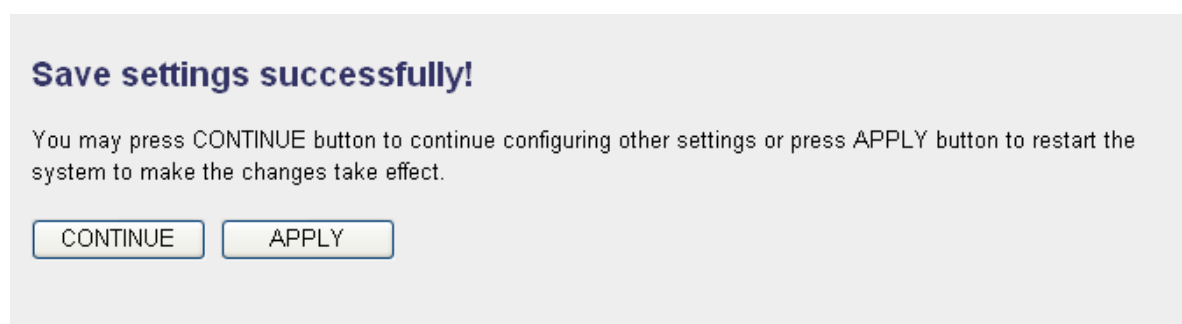 Save settings successfully!
You may press CONTINUE button to continue configuring other settings or press APPLY button to restart the
system to make the changes take effect.
CONTINUE APPLY